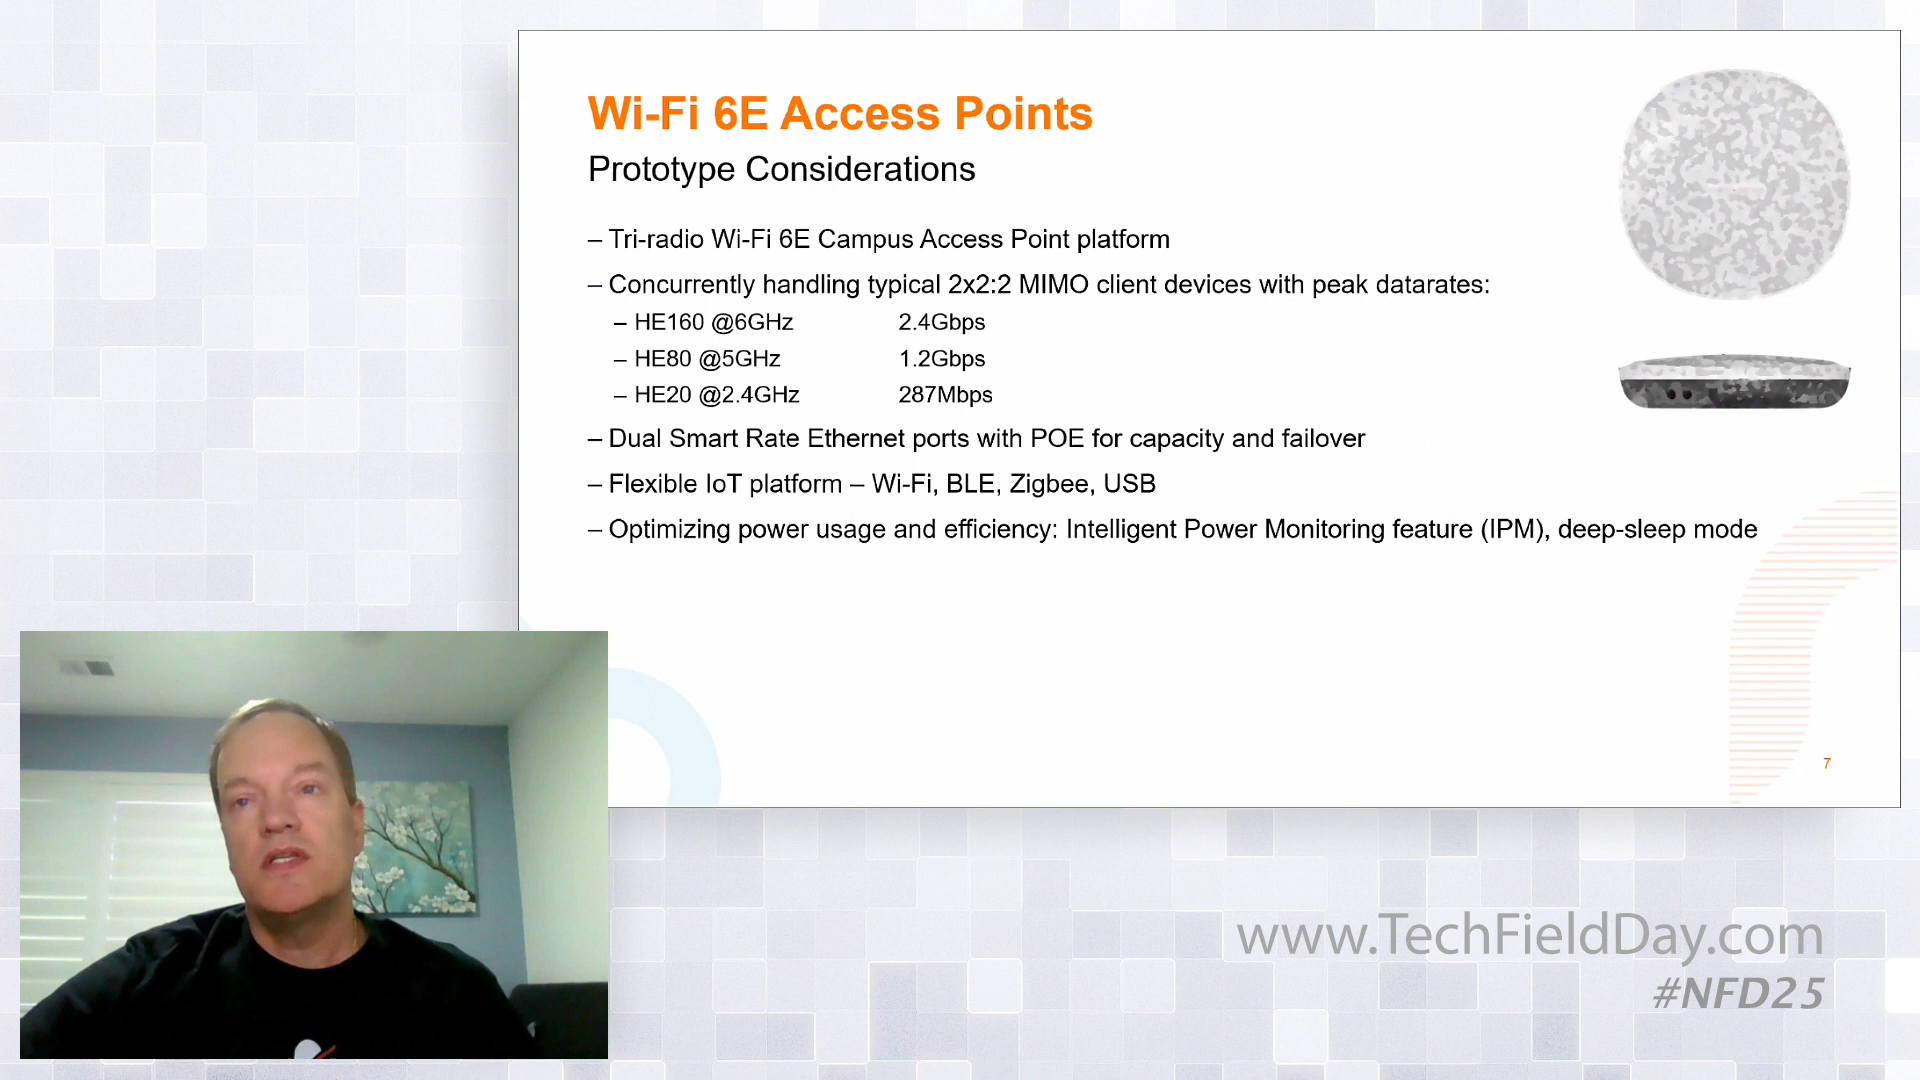 Wi-Fi 6E Access Points
Prototype Considerations
– Tri-radio Wi-Fi 6E Campus Access Point platform
– Concurrently handling typical 2x2:2 MIMO client devices with peak datarates:
– HE160 @6GHz 2.4Gbps
– HE80 @5GHz 1.2Gbps
– HE20 @2.4GHz 287Mbps
– Dual Smart Rate Ethernet ports with POE for capacity and failover
– Flexible IoT platform – Wi-Fi, BLE, Zigbee, USB
– Optimizing power usage and efficiency: Intelligent Power Monitoring feature (IPM), deep-sleep mode
7
www.TechFieldDay.com
#NFD25